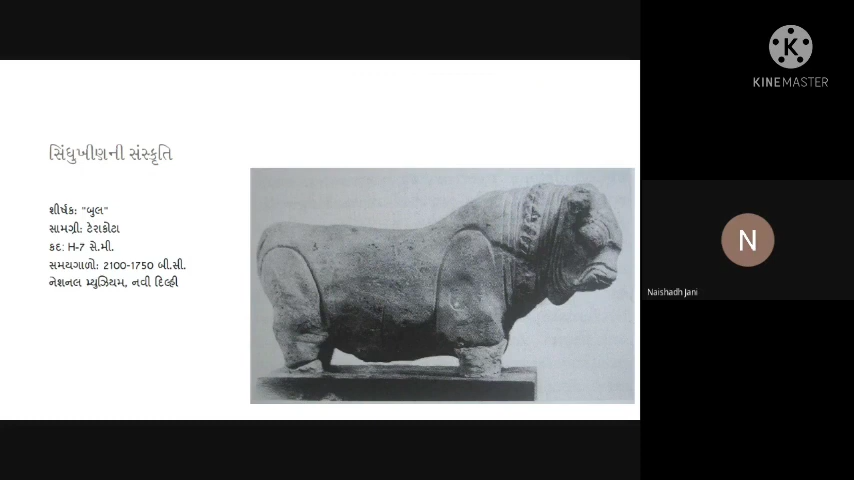 સિંધુખીણની સંસ્કૃતિ
શીર્ષક: "બુલ"
સામગ્રી: ટેરાકોટા
કદ: H-7 સે.મી.
સમયગાળો: 2100-1750 બી.સી.
નેશનલ મ્યુઝિયમ, નવી દિલ્હી
K
KINEMASTER
N
Naishadh Jani